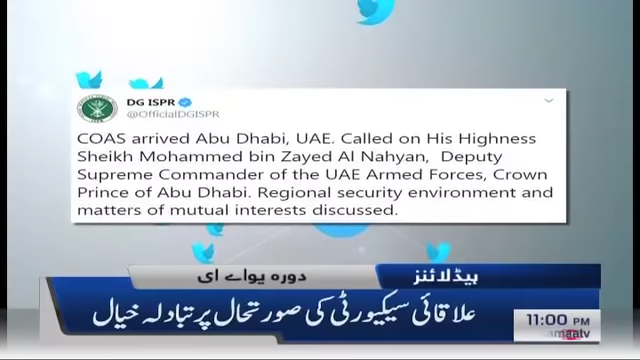 DG ISPR
@OfficialDGISPR
COAS arrived Abu Dhabi, UAE. Called on His Highness
Sheikh Mohammed bin Zayed Al Nahyan, Deputy
Supreme Commander of the UAE Armed Forces, Crown
Prince of Abu Dhabi. Regional security environment and
matters of mutual interests discussed.
ہیڈلائنز
دورہ یواے ای
علاقائی سیکیورٹی کی صورتحال پر تبادلہ خیال
11:00 PM